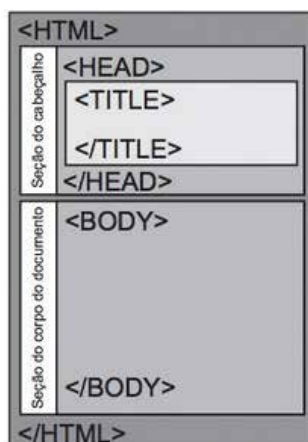 <HTML>
Seção do cabeçalho
<HEAD>
<TITLE>
</TITLE>
</HEAD>
Seção do corpo do documento
<BODY>
</BODY>
</HTML>